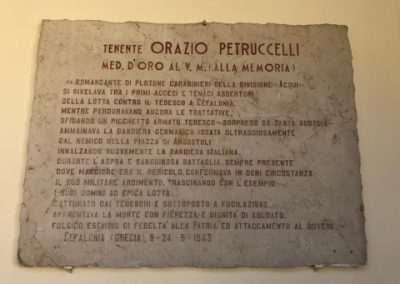 S. TENENTE ORAZIO PETRUCCELLI
MED. D'ORO AL V. M. (ALLA MEMORIA)
"COMANDANTE DI PLOTONE CARABINIERI DELLA DIVISIONE "ACQUI"
SI RIVELAVA TRA I PRIMI ACCESI E TENACI ASSERTORI
DELLA LOTTA CONTRO IL TEDESCO A CEFALONIA.
MENTRE PERDURAVANO ANCORA LE TRATTATIVE,
SFIDANDO UN PICCHETTO ARMATO TEDESCO - SORPRESO DA TANTA AUDACIA -
AMMAINAVA LA BANDIERA GERMANICA ISSATA OLTRAGGIOSAMENTE
DAL NEMICO NELLA PIAZZA DI ARGOSTOLI
INNALZANDO NUOVAMENTE LA BANDIERA ITALIANA.
DURANTE L'ASPRA E SANGUINOSA BATTAGLIA, SEMPRE PRESENTE
DOVE MAGGIORE ERA IL PERICOLO, CONFERMAVA IN OGNI CIRCOSTANZA
IL SUO MILITARE ARDIMENTO, TRASCINANDO CON L'ESEMPIO
I SUOI UOMINI AD EPICA LOTTA.
CATTURATO DAI TEDESCHI E SOTTOPOSTO A FUCILAZIONE,
AFFRONTAVA LA MORTE CON FIEREZZA E DIGNITÀ DI SOLDATO.
FULGIDO ESEMPIO DI FEDELTÀ ALLA PATRIA ED ATTACCAMENTO AL DOVERE."
CEFALONIA (GRECIA), 8-24-9-1943